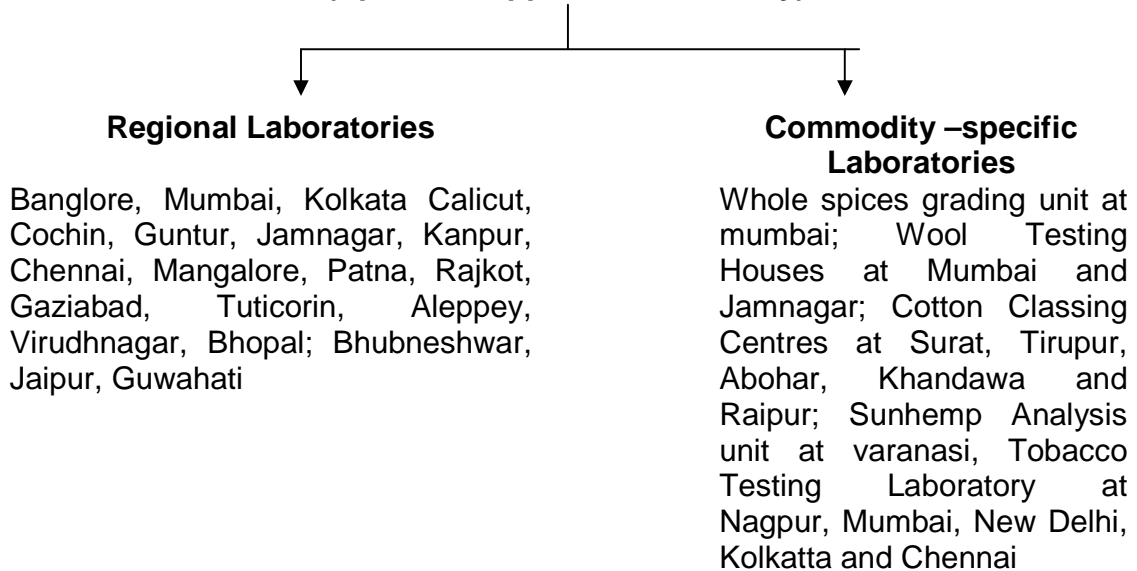 Regional Laboratories
Banglore, Mumbai, Kolkata Calicut,
Cochin, Guntur, Jamnagar, Kanpur,
Chennai, Mangalore, Patna, Rajkot,
Gaziabad, Tuticorin, Aleppey,
Virudhnagar, Bhopal; Bhubneshwar,
Jaipur, Guwahati
Commodity –specific
Laboratories
Whole spices grading unit at
mumbai; Wool Testing
Houses at Mumbai and
Jamnagar; Cotton Classing
Centres at Surat, Tirupur,
Abohar, Khandawa and
Raipur; Sunhemp Analysis
unit at varanasi, Tobacco
Testing Laboratory at
Nagpur, Mumbai, New Delhi,
Kolkatta and Chennai